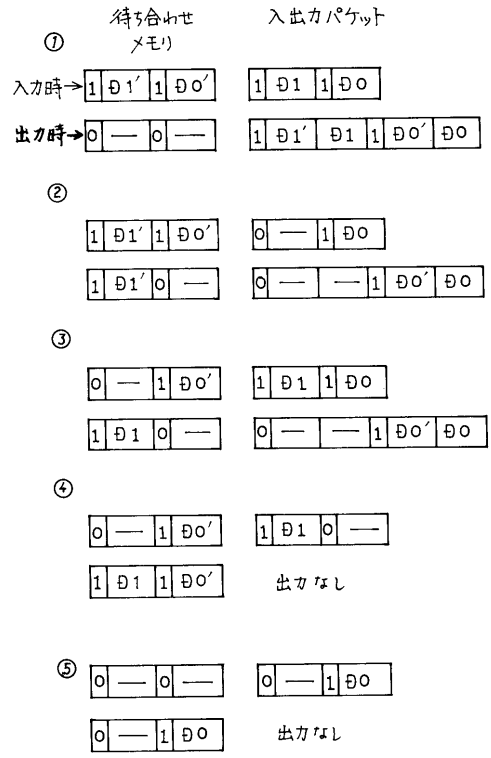 待ち合わせ 入出力パケット
① メモリ
入力時→ 1 D1′ 1 D0′ 1 D1 1 D0
出力時→ 0 — 0 — 1 D1′ D1 1 D0′ D0
②
1 D1′ 1 D0′ 0 — 1 D0
1 D1′ 0 — 0 — — 1 D0′ D0
③
0 — 1 D0′ 1 D1 1 D0
1 D1 0 — 0 — — 1 D0′ D0
④
0 — 1 D0′ 1 D1 0 —
1 D1 1 D0′ 出力なし
⑤
0 — 0 — 0 — 1 D0
0 — 1 D0 出力なし